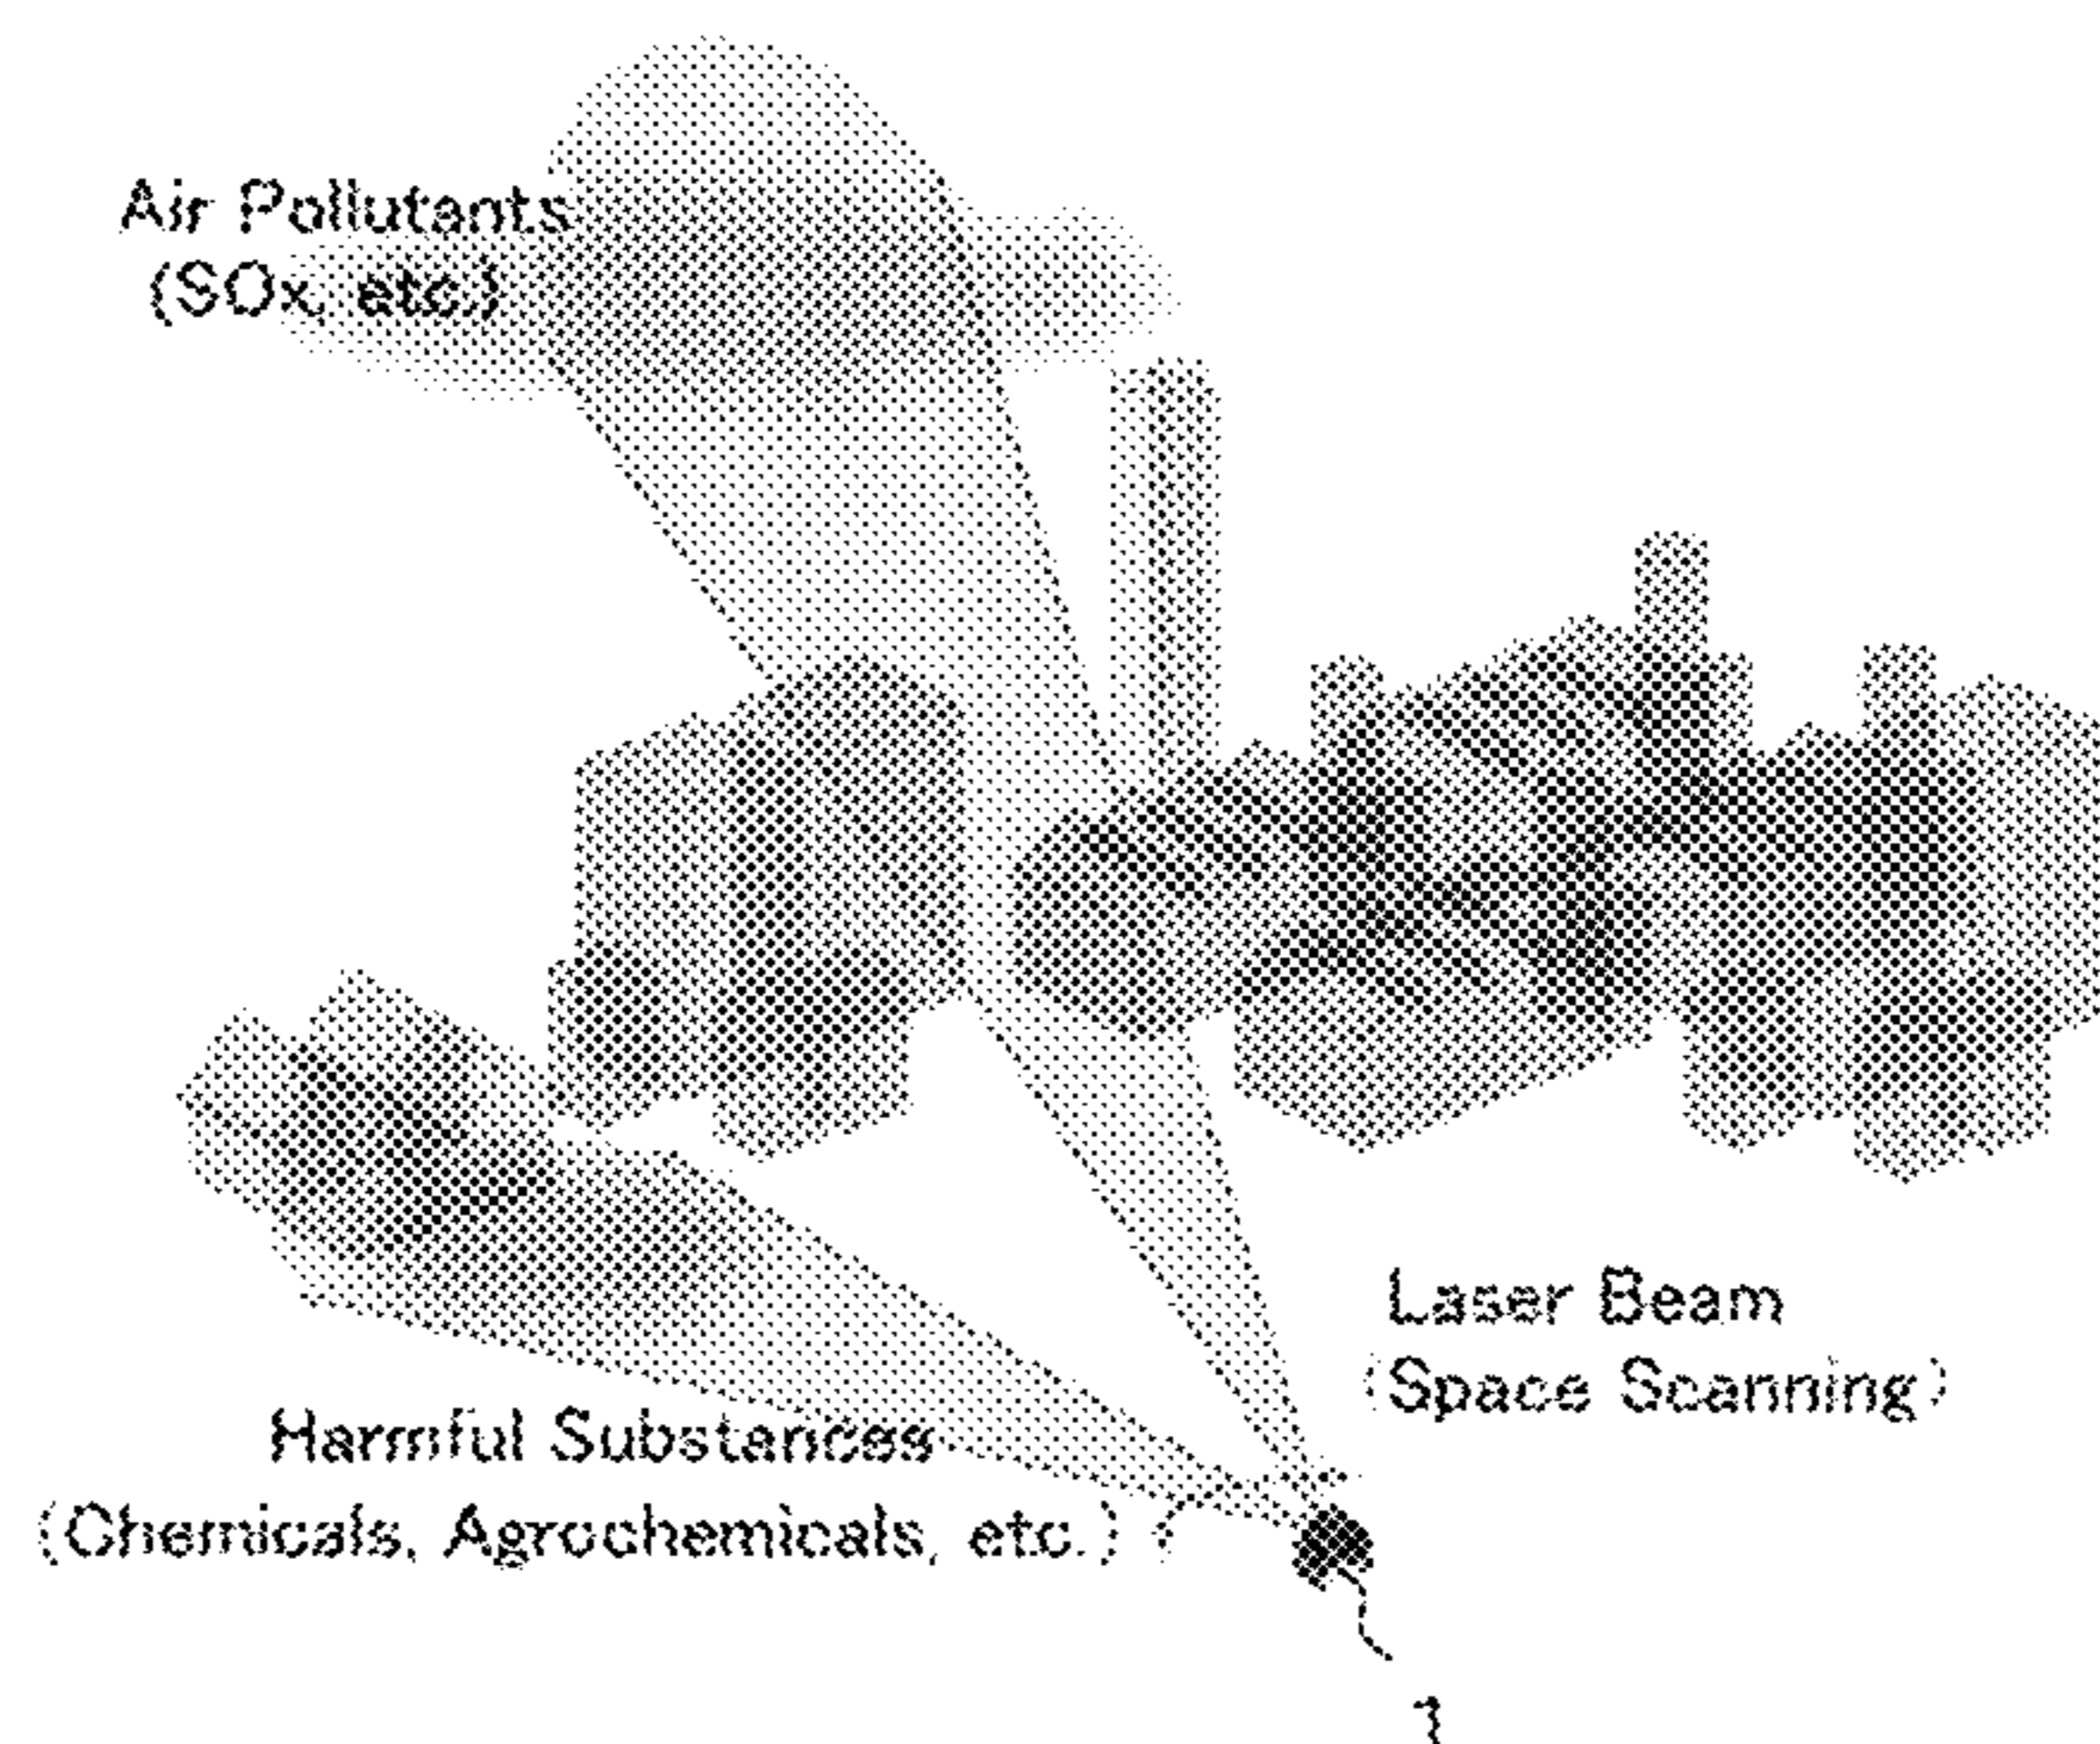 Air Pollutants
(SOx, etc.)
Laser Beam
(Space Scanning)
Harmful Substances
(Chemicals, Agrochemicals, etc.)
1